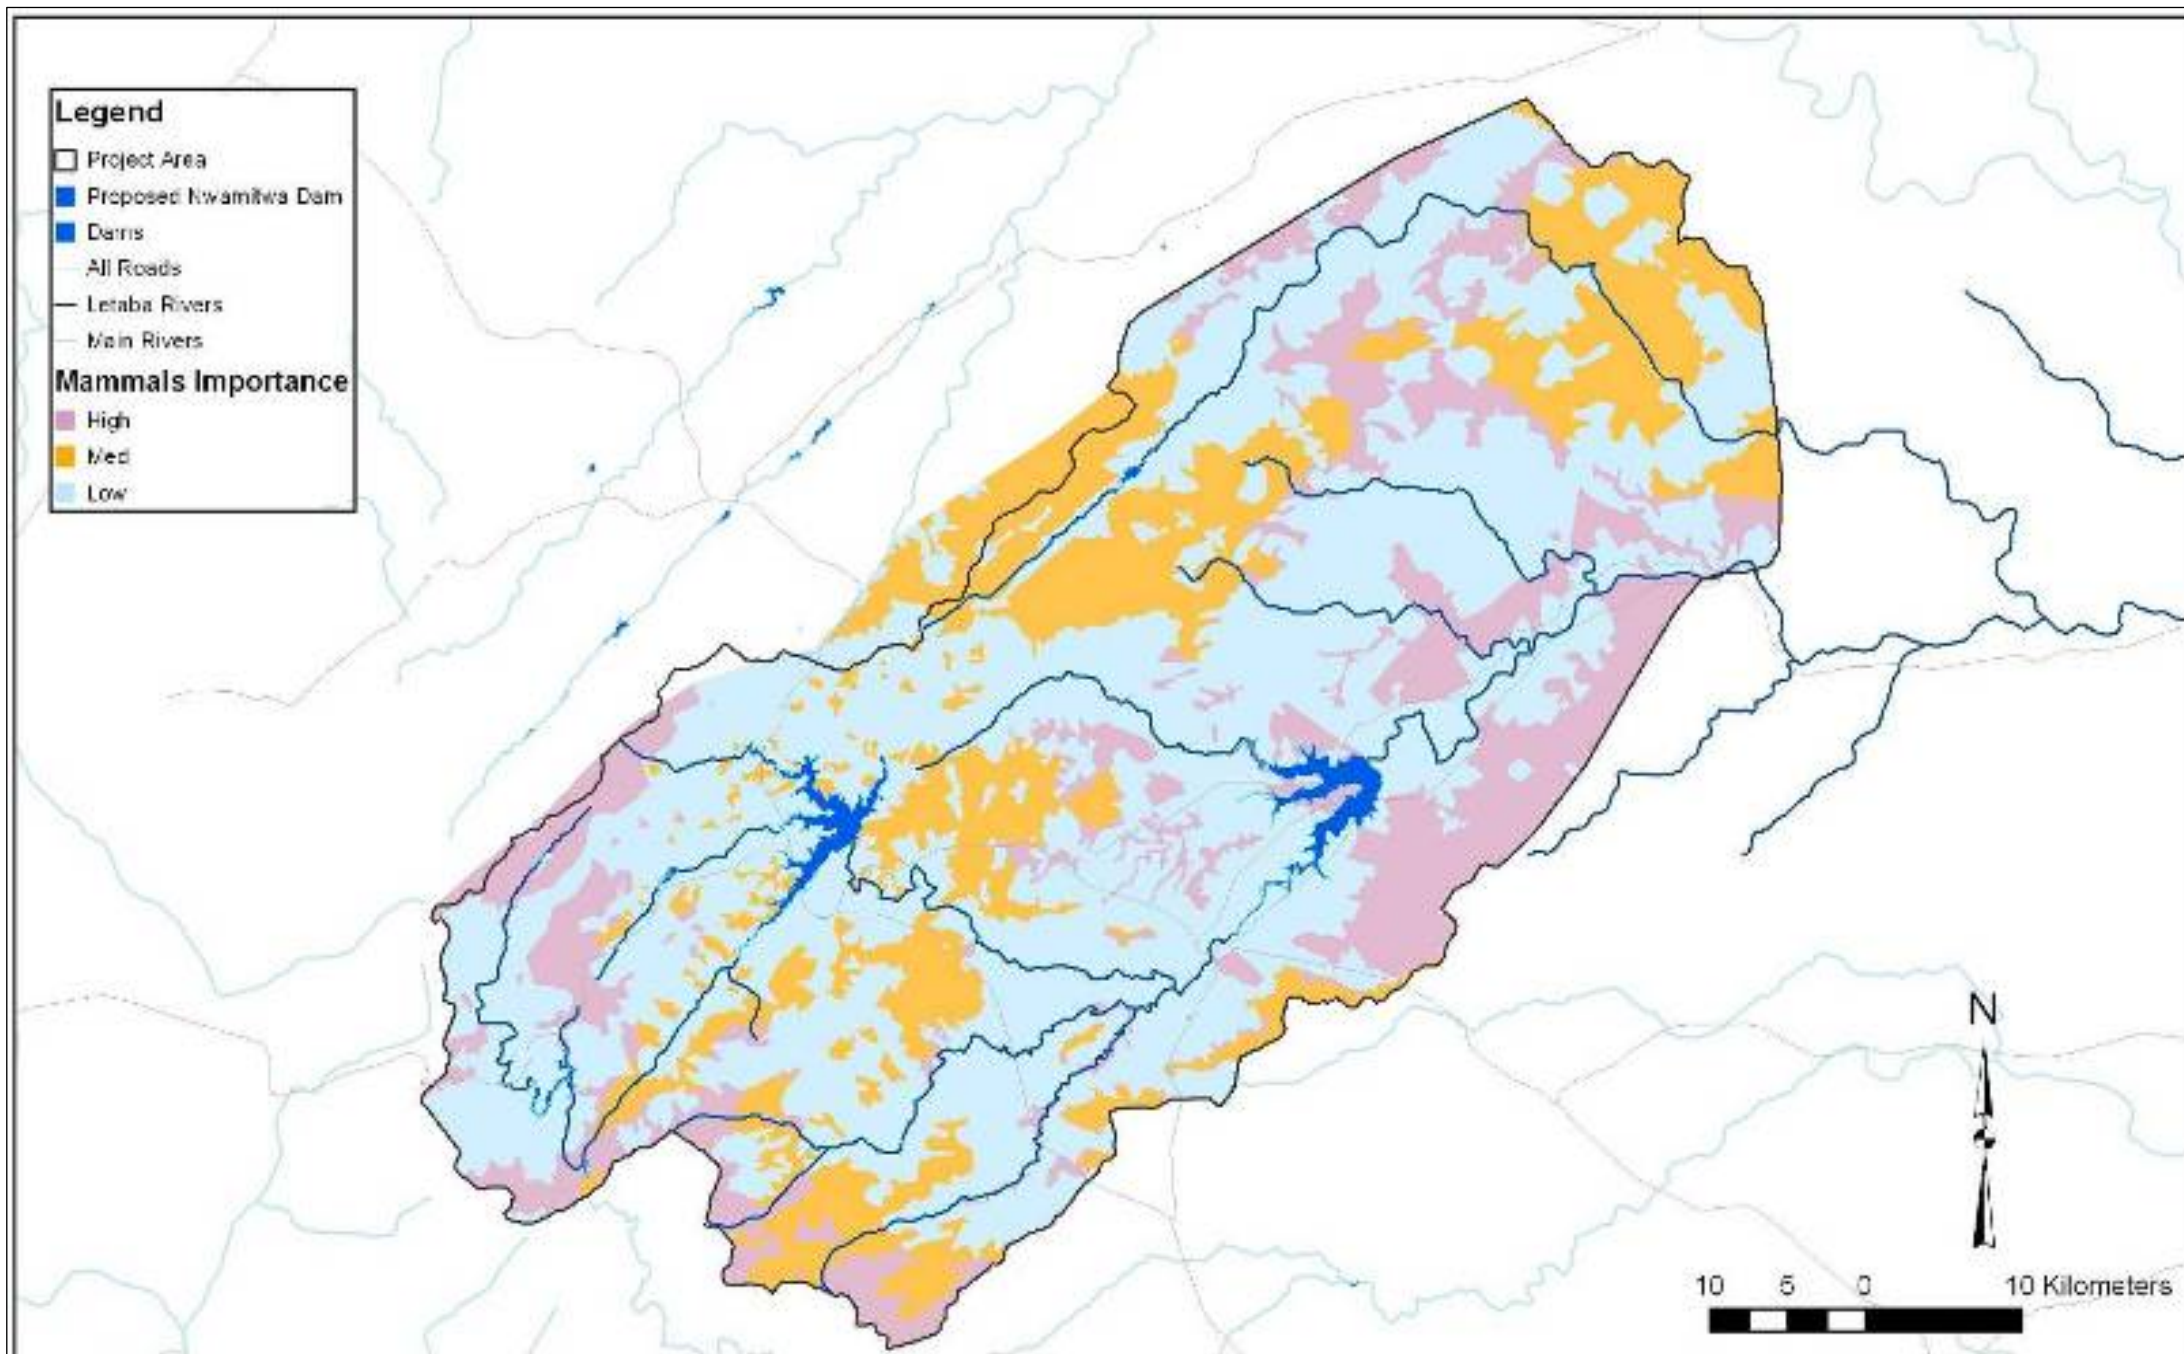 Legend
Project Area
Proposed Nwamitwa Dam
Dams
All Roads
Letaba Rivers
Main Rivers
Mammals Importance
High
Med
Low
N
10 5 0 10 Kilometers